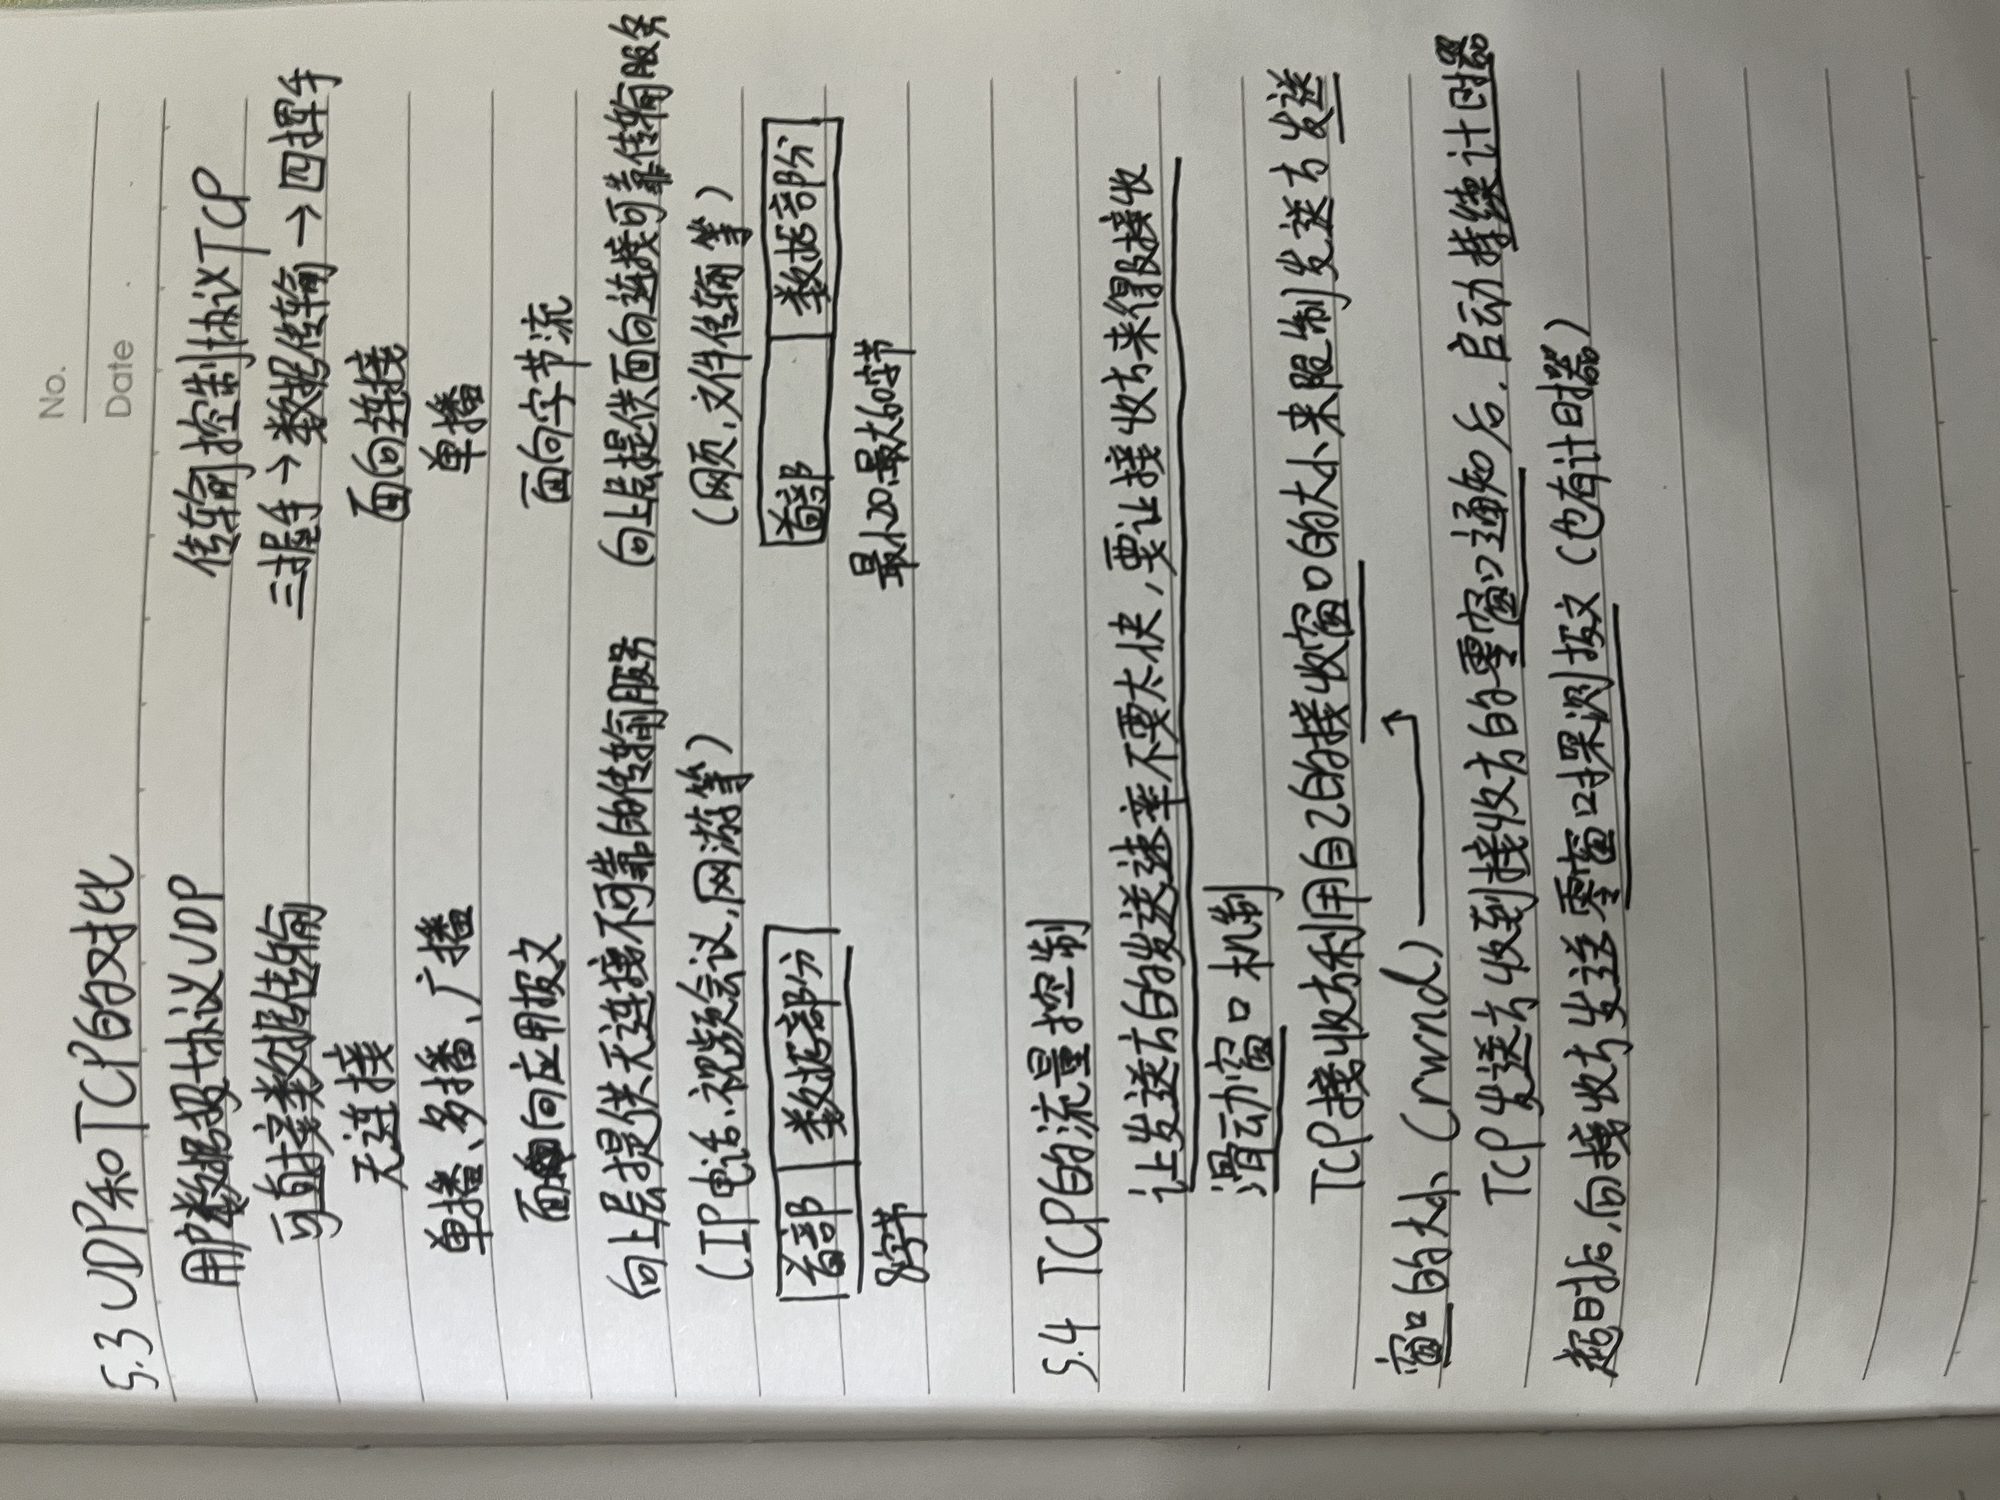 No.
Date
5.3 UDP和TCP的对比
用户数据报协议UDP 传输控制协议TCP
可直接数据传输 三握手→数据传输→四挥手
无连接 面向连接
单播、多播、广播 单播
面向应用报文 面向字节流
向上层提供无连接不可靠的传输服务 向上层提供面向连接可靠传输服务
(IP电话、视频会议,网游等) (网页,文件传输等)
首部 数据部分 首部 数据部份
8字节 最小20.最大60字节
5.4 TCP的流量控制
让发送方的发送速率不要太快,要让接收方来得及接收
滑动窗口机制
TCP接收方利用自己的接收窗口的大小来限制发送方发送
窗口的大小(rwnd)
TCP发送方收到接收方的零窗口通知后.启动持续计时器
超时后,向接收方发送零窗口探测报文(也有计时器)